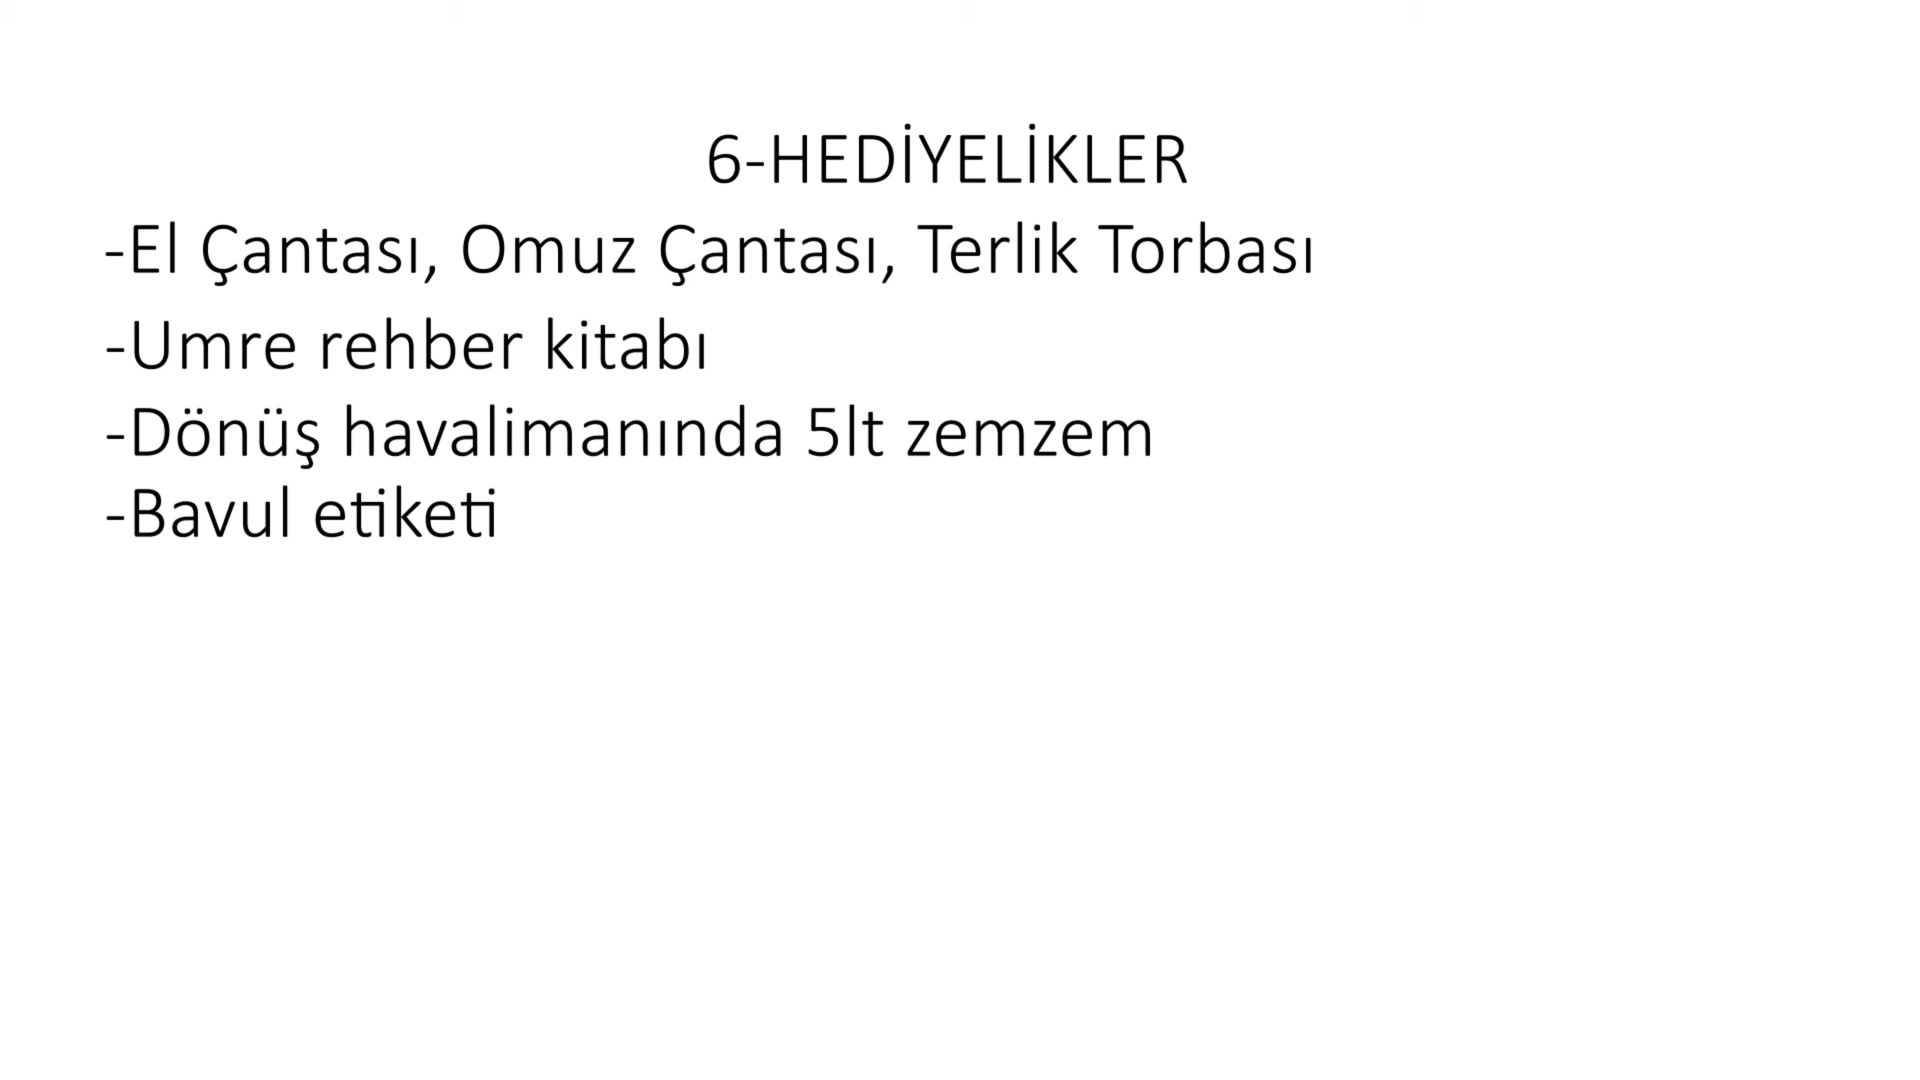 6-HEDİYELİKLER
-El Çantası, Omuz Çantası, Terlik Torbası
-Umre rehber kitabı
-Dönüş havalimanında 5lt zemzem
-Bavul etiketi